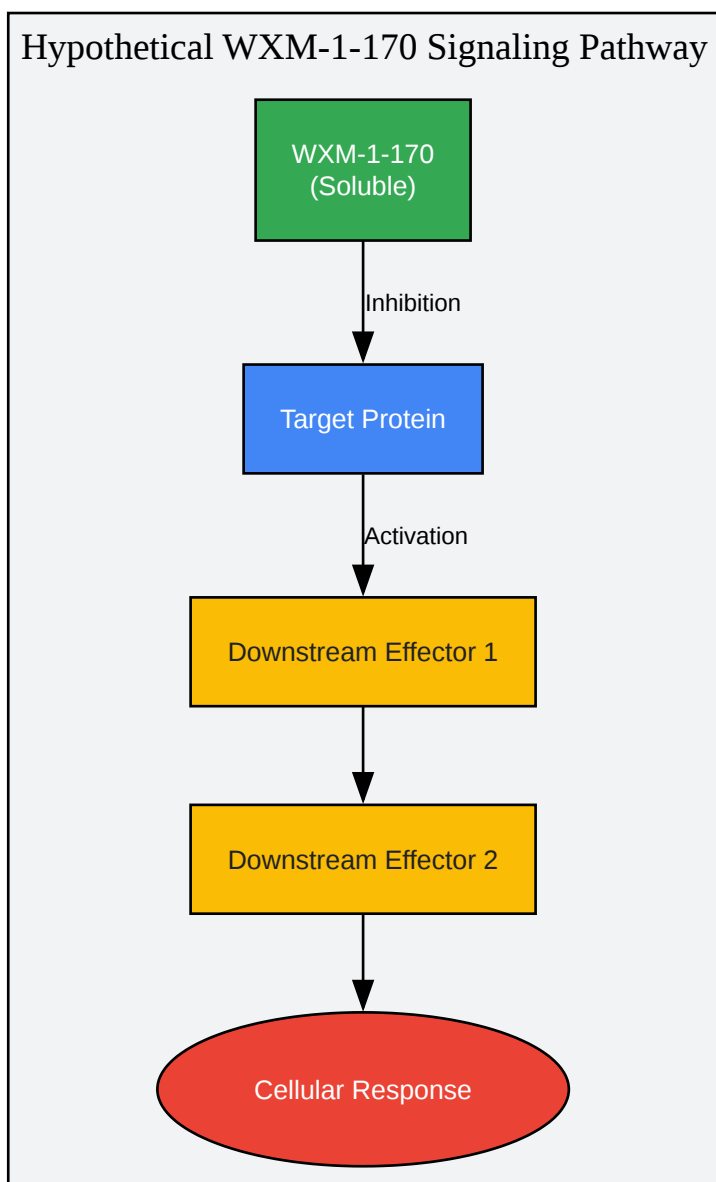 Hypothetical WXM-1-170 Signaling Pathway
WXM-1-170
(Soluble)
Inhibition
Target Protein
Activation
Downstream Effector 1
Downstream Effector 2
Cellular Response